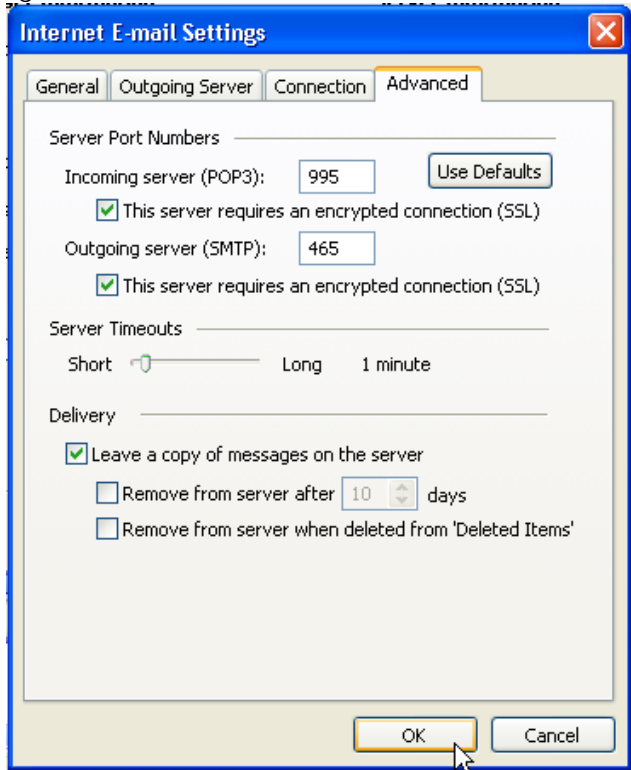 Internet E-mail Settings
General Outgoing Server Connection Advanced
Server Port Numbers
Incoming server (POP3): 995 Use Defaults
This server requires an encrypted connection (SSL)
Outgoing server (SMTP): 465
This server requires an encrypted connection (SSL)
Server Timeouts
Short Long 1 minute
Delivery
Leave a copy of messages on the server
Remove from server after 10 days
Remove from server when deleted from 'Deleted Items'
OK Cancel